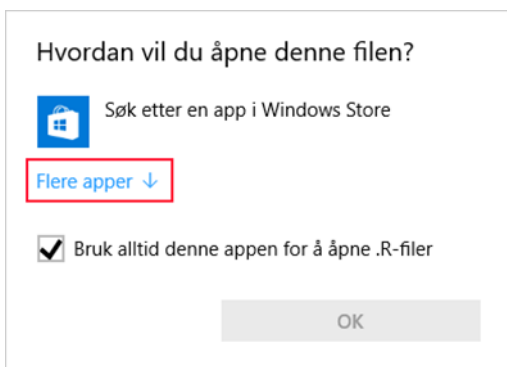 Hvordan vil du åpne denne filen?
Søk etter en app i Windows Store
Flere apper ↓
Bruk alltid denne appen for å åpne .R-filer
OK